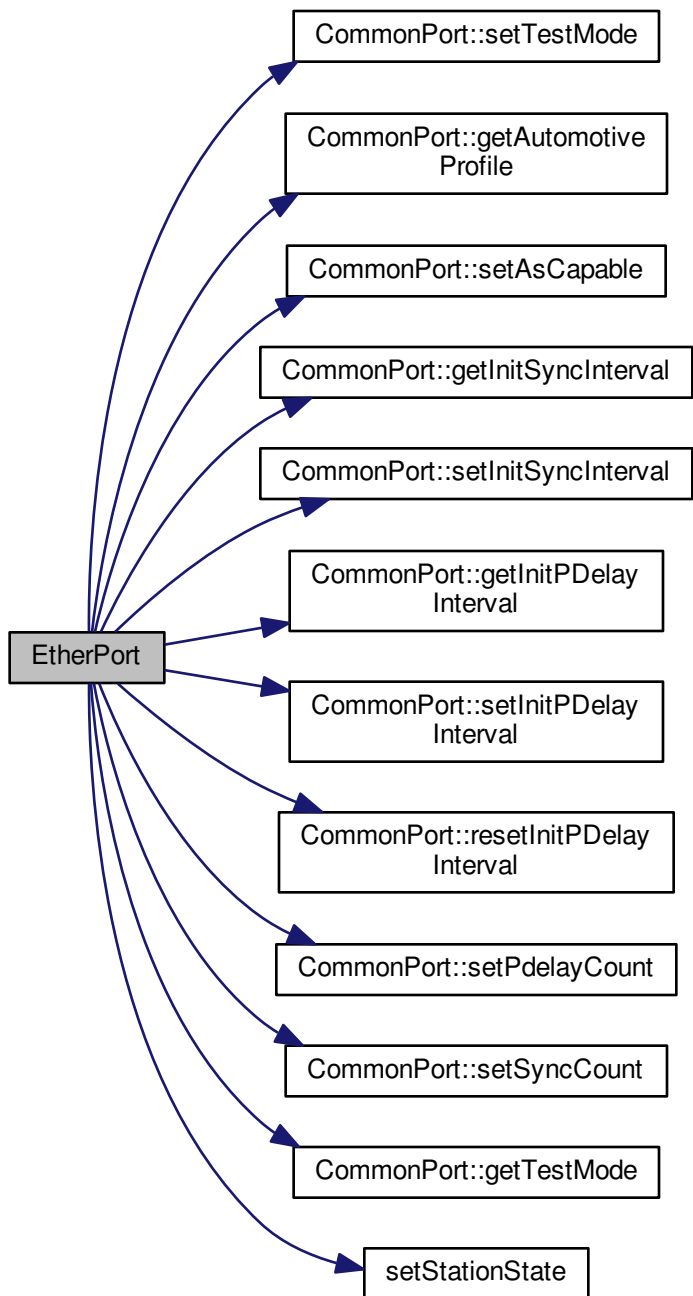 CommonPort::setTestMode
CommonPort::getAutomotive
Profile
CommonPort::setAsCapable
CommonPort::getInitSyncInterval
CommonPort::setInitSyncInterval
CommonPort::getInitPDelay
Interval
EtherPort
CommonPort::setInitPDelay
Interval
CommonPort::resetInitPDelay
Interval
CommonPort::setPdelayCount
CommonPort::setSyncCount
CommonPort::getTestMode
setStationState